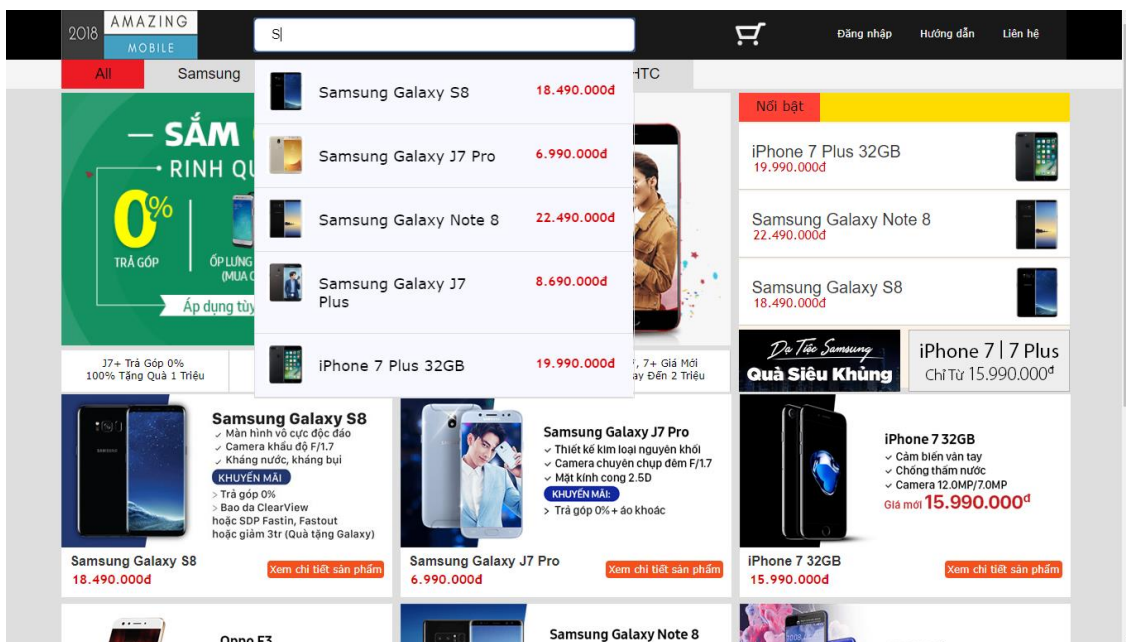 2018
AMAZING
MOBILE
S
Đăng nhập
Hướng dẫn
Liên hệ
All
Samsung
HTC
Samsung Galaxy S8
18.490.000đ
Samsung Galaxy J7 Pro
6.990.000đ
Samsung Galaxy Note 8
22.490.000đ
Samsung Galaxy J7
Plus
8.690.000đ
iPhone 7 Plus 32GB
19.990.000đ
SẮM
RINH
0%
TRẢ GÓP
ỐP LƯNG
(MUA
Áp dụng
Nổi bật
iPhone 7 Plus 32GB
19.990.000đ
Samsung Galaxy Note 8
22.490.000đ
Samsung Galaxy S8
18.490.000đ
Dạ Tiệc Samsung
Quà Siêu Khủng
iPhone 7 | 7 Plus
Chỉ Từ 15.990.000đ
J7+ Trả Góp 0%
100% Tặng Quà 1 Triệu
, 7+ Giá Mới
Đến 2 Triệu
Samsung Galaxy S8
Màn hình vô cực độc đáo
Camera khẩu độ F/1.7
Kháng nước, kháng bụi
KHUYẾN MÃI
> Trả góp 0%
> Bao da ClearView
hoặc SDP Fastin, Fastout
hoặc giảm 3tr (Quà tặng Galaxy)
Samsung Galaxy S8
18.490.000đ
Xem chi tiết sản phẩm
Samsung Galaxy J7 Pro
Thiết kế kim loại nguyên khối
Camera chuyên chụp đêm F/1.7
Mặt kính cong 2.5D
KHUYẾN MÃI:
> Trả góp 0% + áo khoác
Samsung Galaxy J7 Pro
6.990.000đ
Xem chi tiết sản phẩm
iPhone 7 32GB
Cảm biến vân tay
Chống thấm nước
Camera 12.0MP/7.0MP
Giá mới 15.990.000đ
iPhone 7 32GB
15.990.000đ
Xem chi tiết sản phẩm
Oppo F3
Samsung Galaxy Note 8